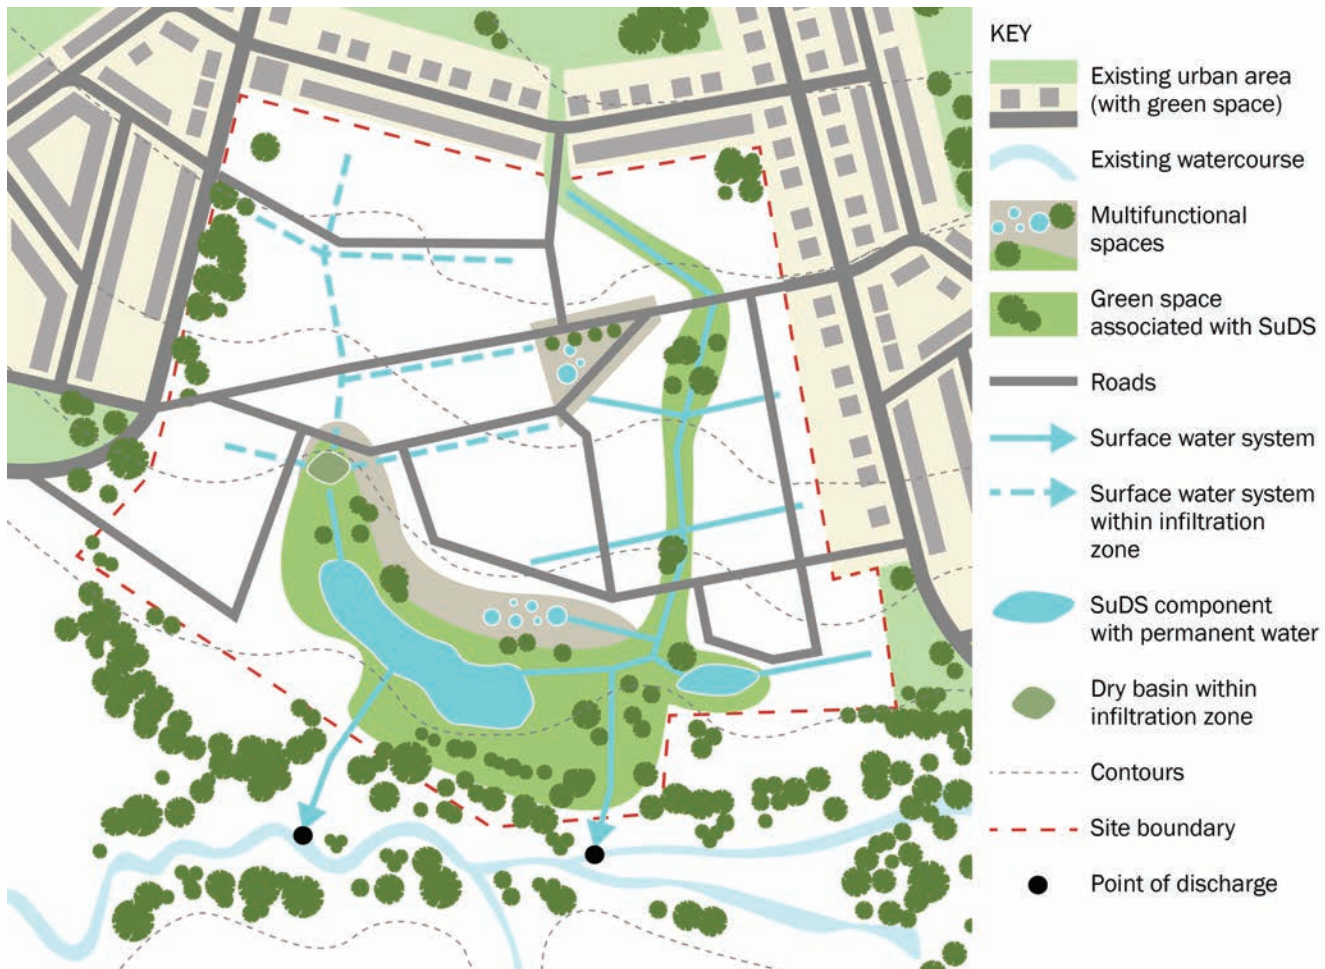 KEY
Existing urban area
(with green space)
Existing watercourse
Multifunctional
spaces
Green space
associated with SuDS
Roads
Surface water system
Surface water system
within infiltration
zone
SuDS component
with permanent water
Dry basin within
infiltration zone
Contours
Site boundary
Point of discharge